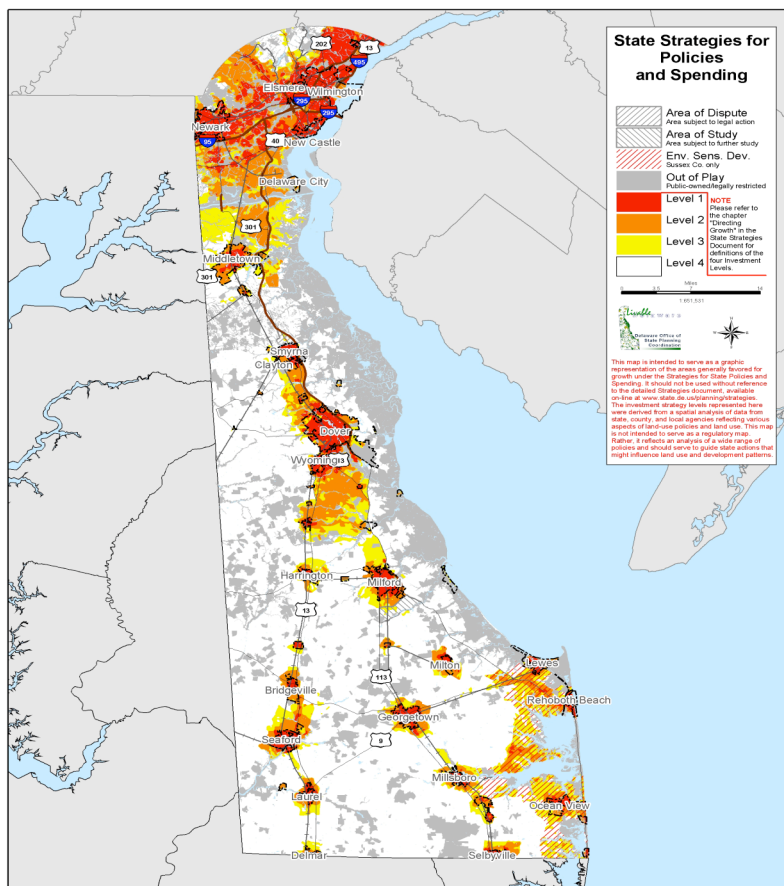 State Strategies for
Policies
and Spending
Area of Dispute
Area subject to legal action
Area of Study
Area subject to further study
Env. Sens. Dev.
Sussex Co. only
Out of Play
Public-owned/legally restricted
Level 1
Level 2
Level 3
Level 4
NOTE
Please refer to
the chapter
"Directing
Growth" in the
State Strategies
Document for
definitions of the
four Investment
Levels.
Miles
0 3.5 7 14
1:651,531
Livable
Delaware Office of
State Planning
Coordination
This map is intended to serve as a graphic
representation of the areas generally favored for
growth under the Strategies for State Policies and
Spending. It should not be used without reference
to the detailed Strategies document, available
on-line at www.state.de.us/planning/strategies.
The investment strategy levels represented here
were derived from a spatial analysis of data from
state, county, and local agencies reflecting various
aspects of land-use policies and land use. This map
is not intended to serve as a regulatory map.
Rather, it reflects an analysis of a wide range of
policies and should serve to guide state actions that
might influence land use and development patterns.
202
13
495
Elsmere
Wilmington
295
295
Newark
95
New Castle
40
Delaware City
301
Middletown
301
Smyrna
Clayton
Dover
Wyoming
13
Harrington
Milford
13
Milton
Lewes
113
Rehoboth Beach
Bridgeville
Georgetown
Seaford
9
Millsboro
Laurel
Ocean View
Delmar
Selbyville